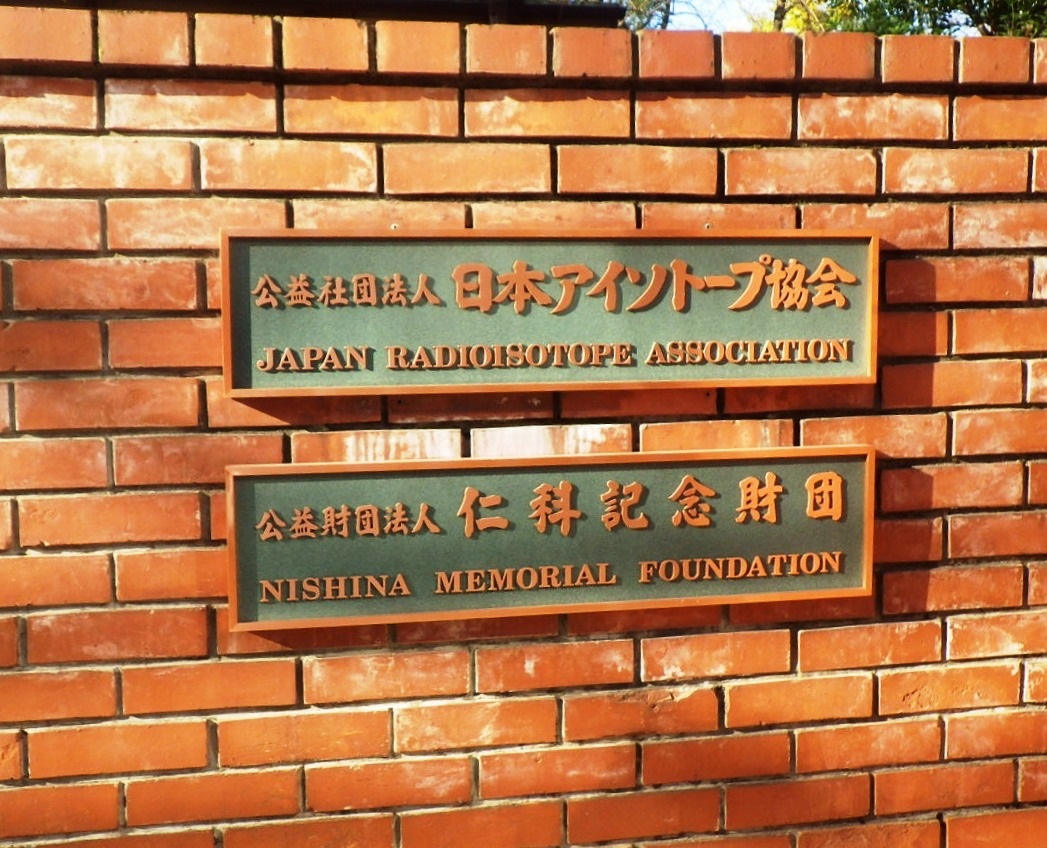 公益社団法人 日本アイソトープ協会
JAPAN RADIOISOTOPE ASSOCIATION
公益財団法人 仁科記念財団
NISHINA MEMORIAL FOUNDATION